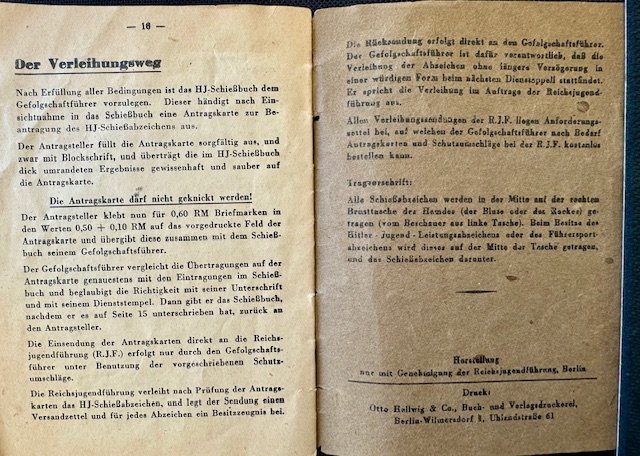 — 16 —
Der Verleihungsweg
Nach Erfüllung aller Bedingungen ist das HJ-Schießbuch dem
Gefolgschaftführer vorzulegen. Dieser händigt nach Ein-
sichtnahme in das Schießbuch eine Antragskarte zur Be-
antragung des HJ-Schießabzeichens aus.
Der Antragsteller füllt die Antragskarte sorgfältig aus, und
zwar mit Blockschrift, und überträgt die im HJ-Schießbuch
dick umrandeten Ergebnisse gewissenhaft und sauber auf
die Antragskarte.
Die Antragskarte darf nicht geknickt werden!
Der Antragsteller klebt nun für 0,60 RM Briefmarken in
den Werten 0,50 + 0,10 RM auf das vorgedruckte Feld der
Antragskarte und übergibt diese zusammen mit dem Schieß-
buch seinem Gefolgschaftsführer.
Der Gefolgschaftsführer vergleicht die Übertragungen auf der
Antragskarte genauestens mit den Eintragungen im Schieß-
buch und beglaubigt die Richtigkeit mit seiner Unterschrift
und mit seinem Dienststempel. Dann gibt er das Schießbuch,
nachdem er es auf Seite 15 unterschrieben hat, zurück an
den Antragsteller.
Die Einsendung der Antragskarten direkt an die Reichs-
jugendführung (R.J.F.) erfolgt nur durch den Gefolgschafts-
führer unter Benutzung der vorgeschriebenen Schutz-
umschläge.
Die Reichsjugendführung verleiht nach Prüfung der Antrags-
karten das HJ-Schießabzeichen, und legt der Sendung einen
Versandzettel und für jedes Abzeichen ein Besitzzeugnis bei.
Die Rücksendung erfolgt direkt an den Gefolgschaftsführer.
Der Gefolgschaftsführer ist dafür verantwortlich, daß die
Verleihung der Abzeichen ohne längere Verzögerung in
einer würdigen Form beim nächsten Dienstappell stattfindet.
Er spricht die Verleihung im Auftrage der Reichsjugend-
führung aus.
Allen Verleihungssendungen der R.J.F. liegen Anforderungs-
zettel bei, auf welchen der Gefolgschaftsführer nach Bedarf
Antragskarten und Schutzumschläge bei der R.J.F. kostenlos
bestellen kann.
Tragvorschrift:
Alle Schießabzeichen werden in der Mitte auf der rechten
Brusttasche des Hemdes (der Bluse oder des Rockes) ge-
tragen (vom Beschauer aus linke Tasche). Beim Besitze des
Hitler-Jugend-Leistungsabzeichens oder des Führersport-
abzeichens wird dieses auf der Mitte der Tasche getragen,
und das Schießabzeichen darunter.
Herstellung
nur mit Genehmigung der Reichsjugendführung, Berlin
Druck:
Otto Hellwig & Co., Buch- und Verlagsdruckerei,
Berlin-Wilmersdorf 1, Uhlandstraße 61